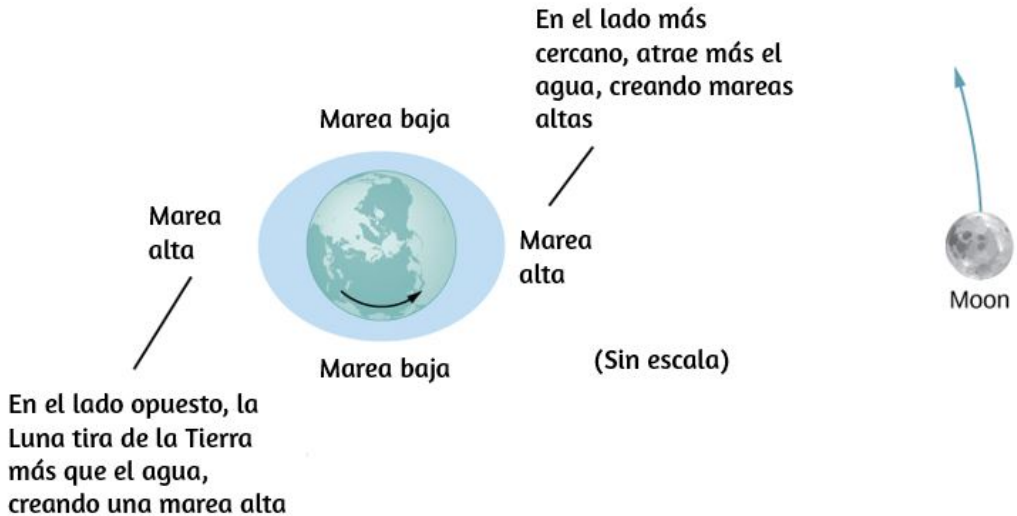 En el lado más
cercano, atrae más el
agua, creando mareas
altas
Marea baja
Marea
alta
Marea
alta
Moon
Marea baja
(Sin escala)
En el lado opuesto, la
Luna tira de la Tierra
más que el agua,
creando una marea alta